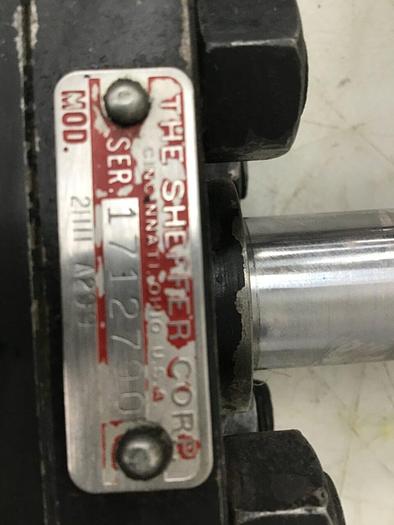 THE SHEFFER CORP.
CINCINNATI, OHIO U.S.A.
SER. 1712790
MOD.